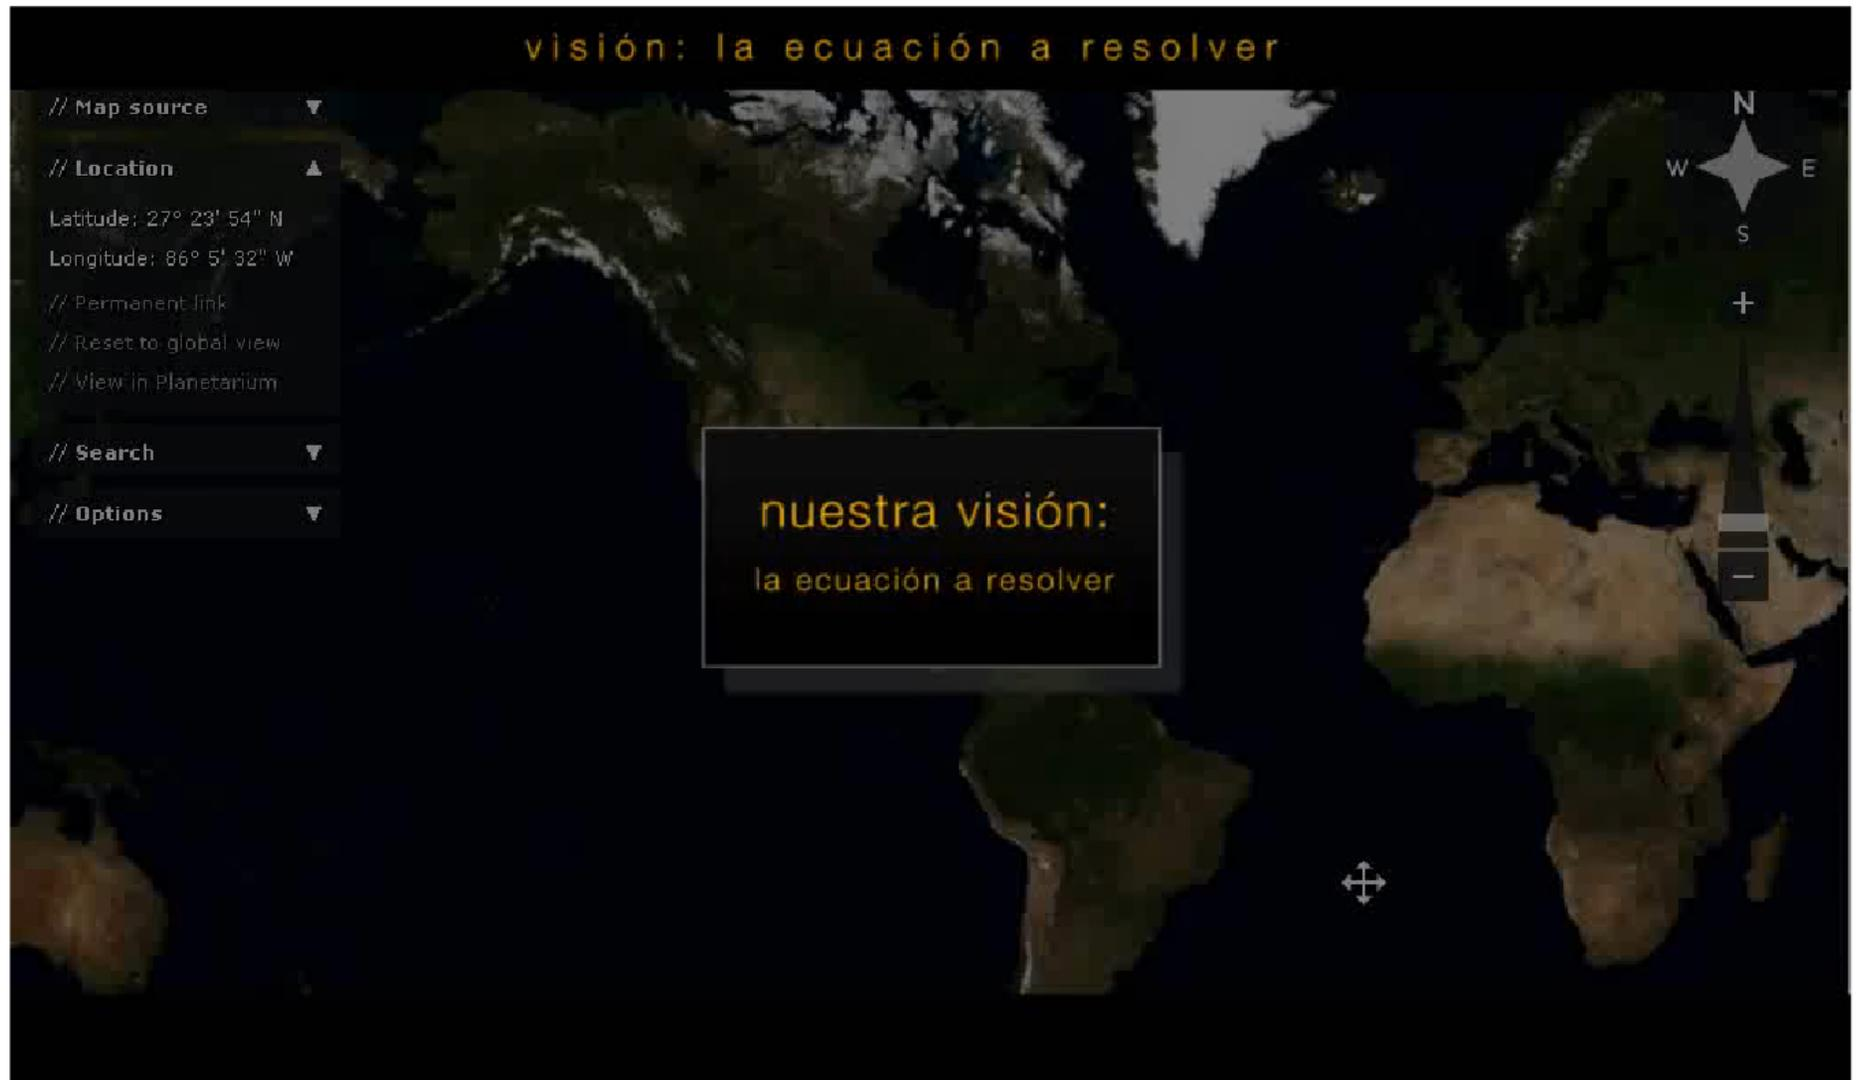 visión: la ecuación a resolver
// Map source ▼
// Location ▲
Latitude: 27° 23' 54" N
Longitude: 86° 5' 32" W
// Permanent link
// Reset to global view
// View in Planetarium
// Search ▼
// Options ▼
N
W E
S
+
−
nuestra visión:
la ecuación a resolver